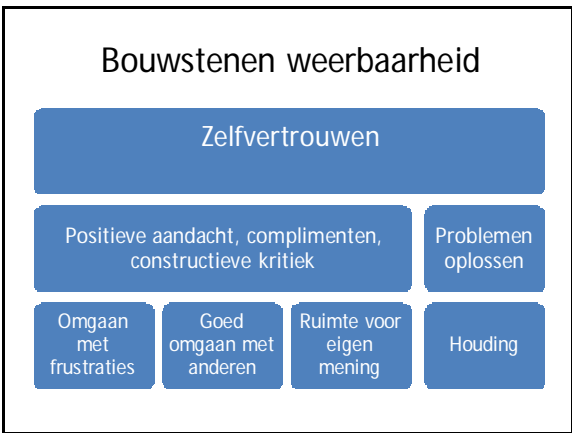 Bouwstenen weerbaarheid
Zelfvertrouwen
Positieve aandacht, complimenten,
constructieve kritiek
Problemen
oplossen
Omgaan
met
frustraties
Goed
omgaan met
anderen
Ruimte voor
eigen
mening
Houding